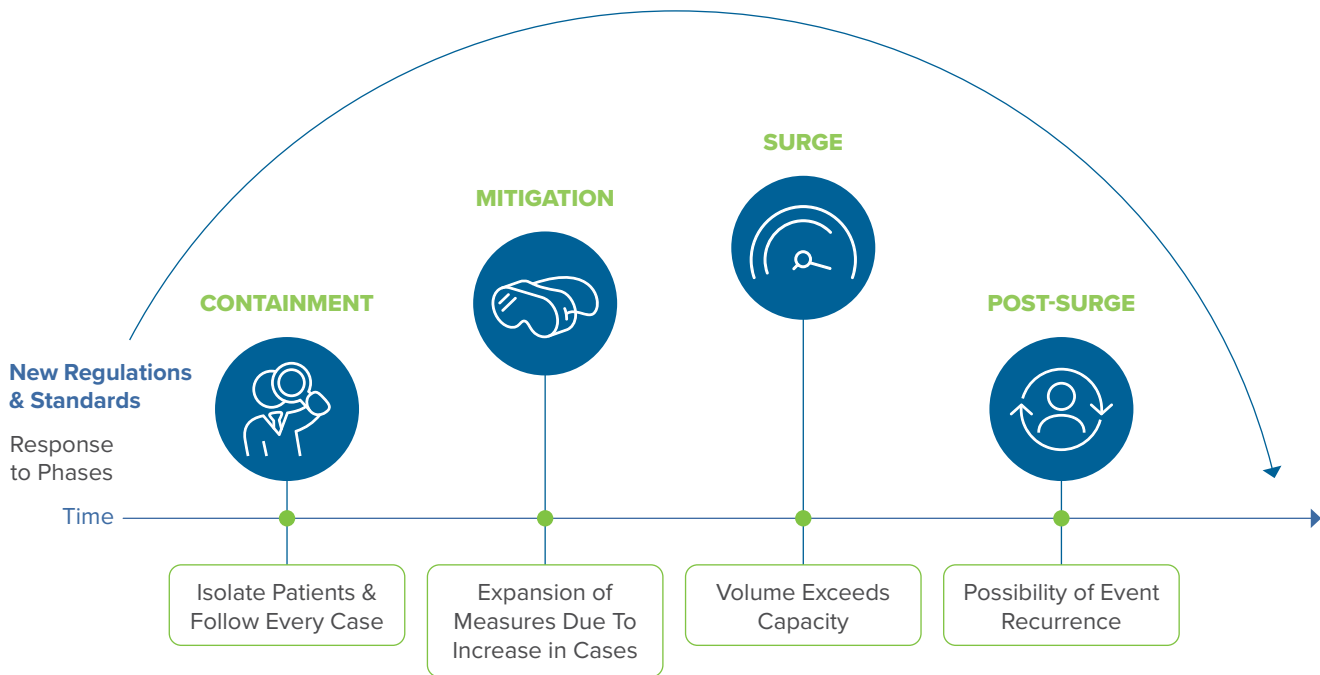 SURGE
MITIGATION
CONTAINMENT
POST-SURGE
New Regulations
& Standards
Response
to Phases
Time
Isolate Patients &
Follow Every Case
Expansion of
Measures Due To
Increase in Cases
Volume Exceeds
Capacity
Possibility of Event
Recurrence